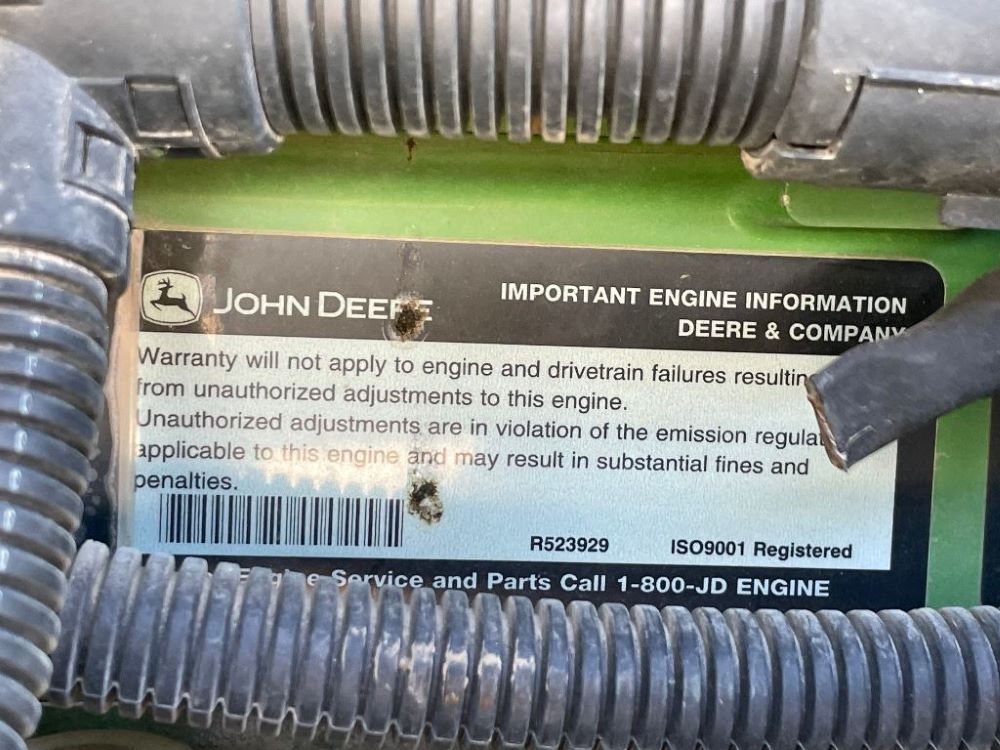 JOHN DEERE
IMPORTANT ENGINE INFORMATION
DEERE & COMPANY
Warranty will not apply to engine and drivetrain failures resulting
from unauthorized adjustments to this engine.
Unauthorized adjustments are in violation of the emission
applicable to this engine and may result in substantial fines and
penalties.
R523929 ISO9001 Registered
Engine Service and Parts Call 1-800-JD ENGINE